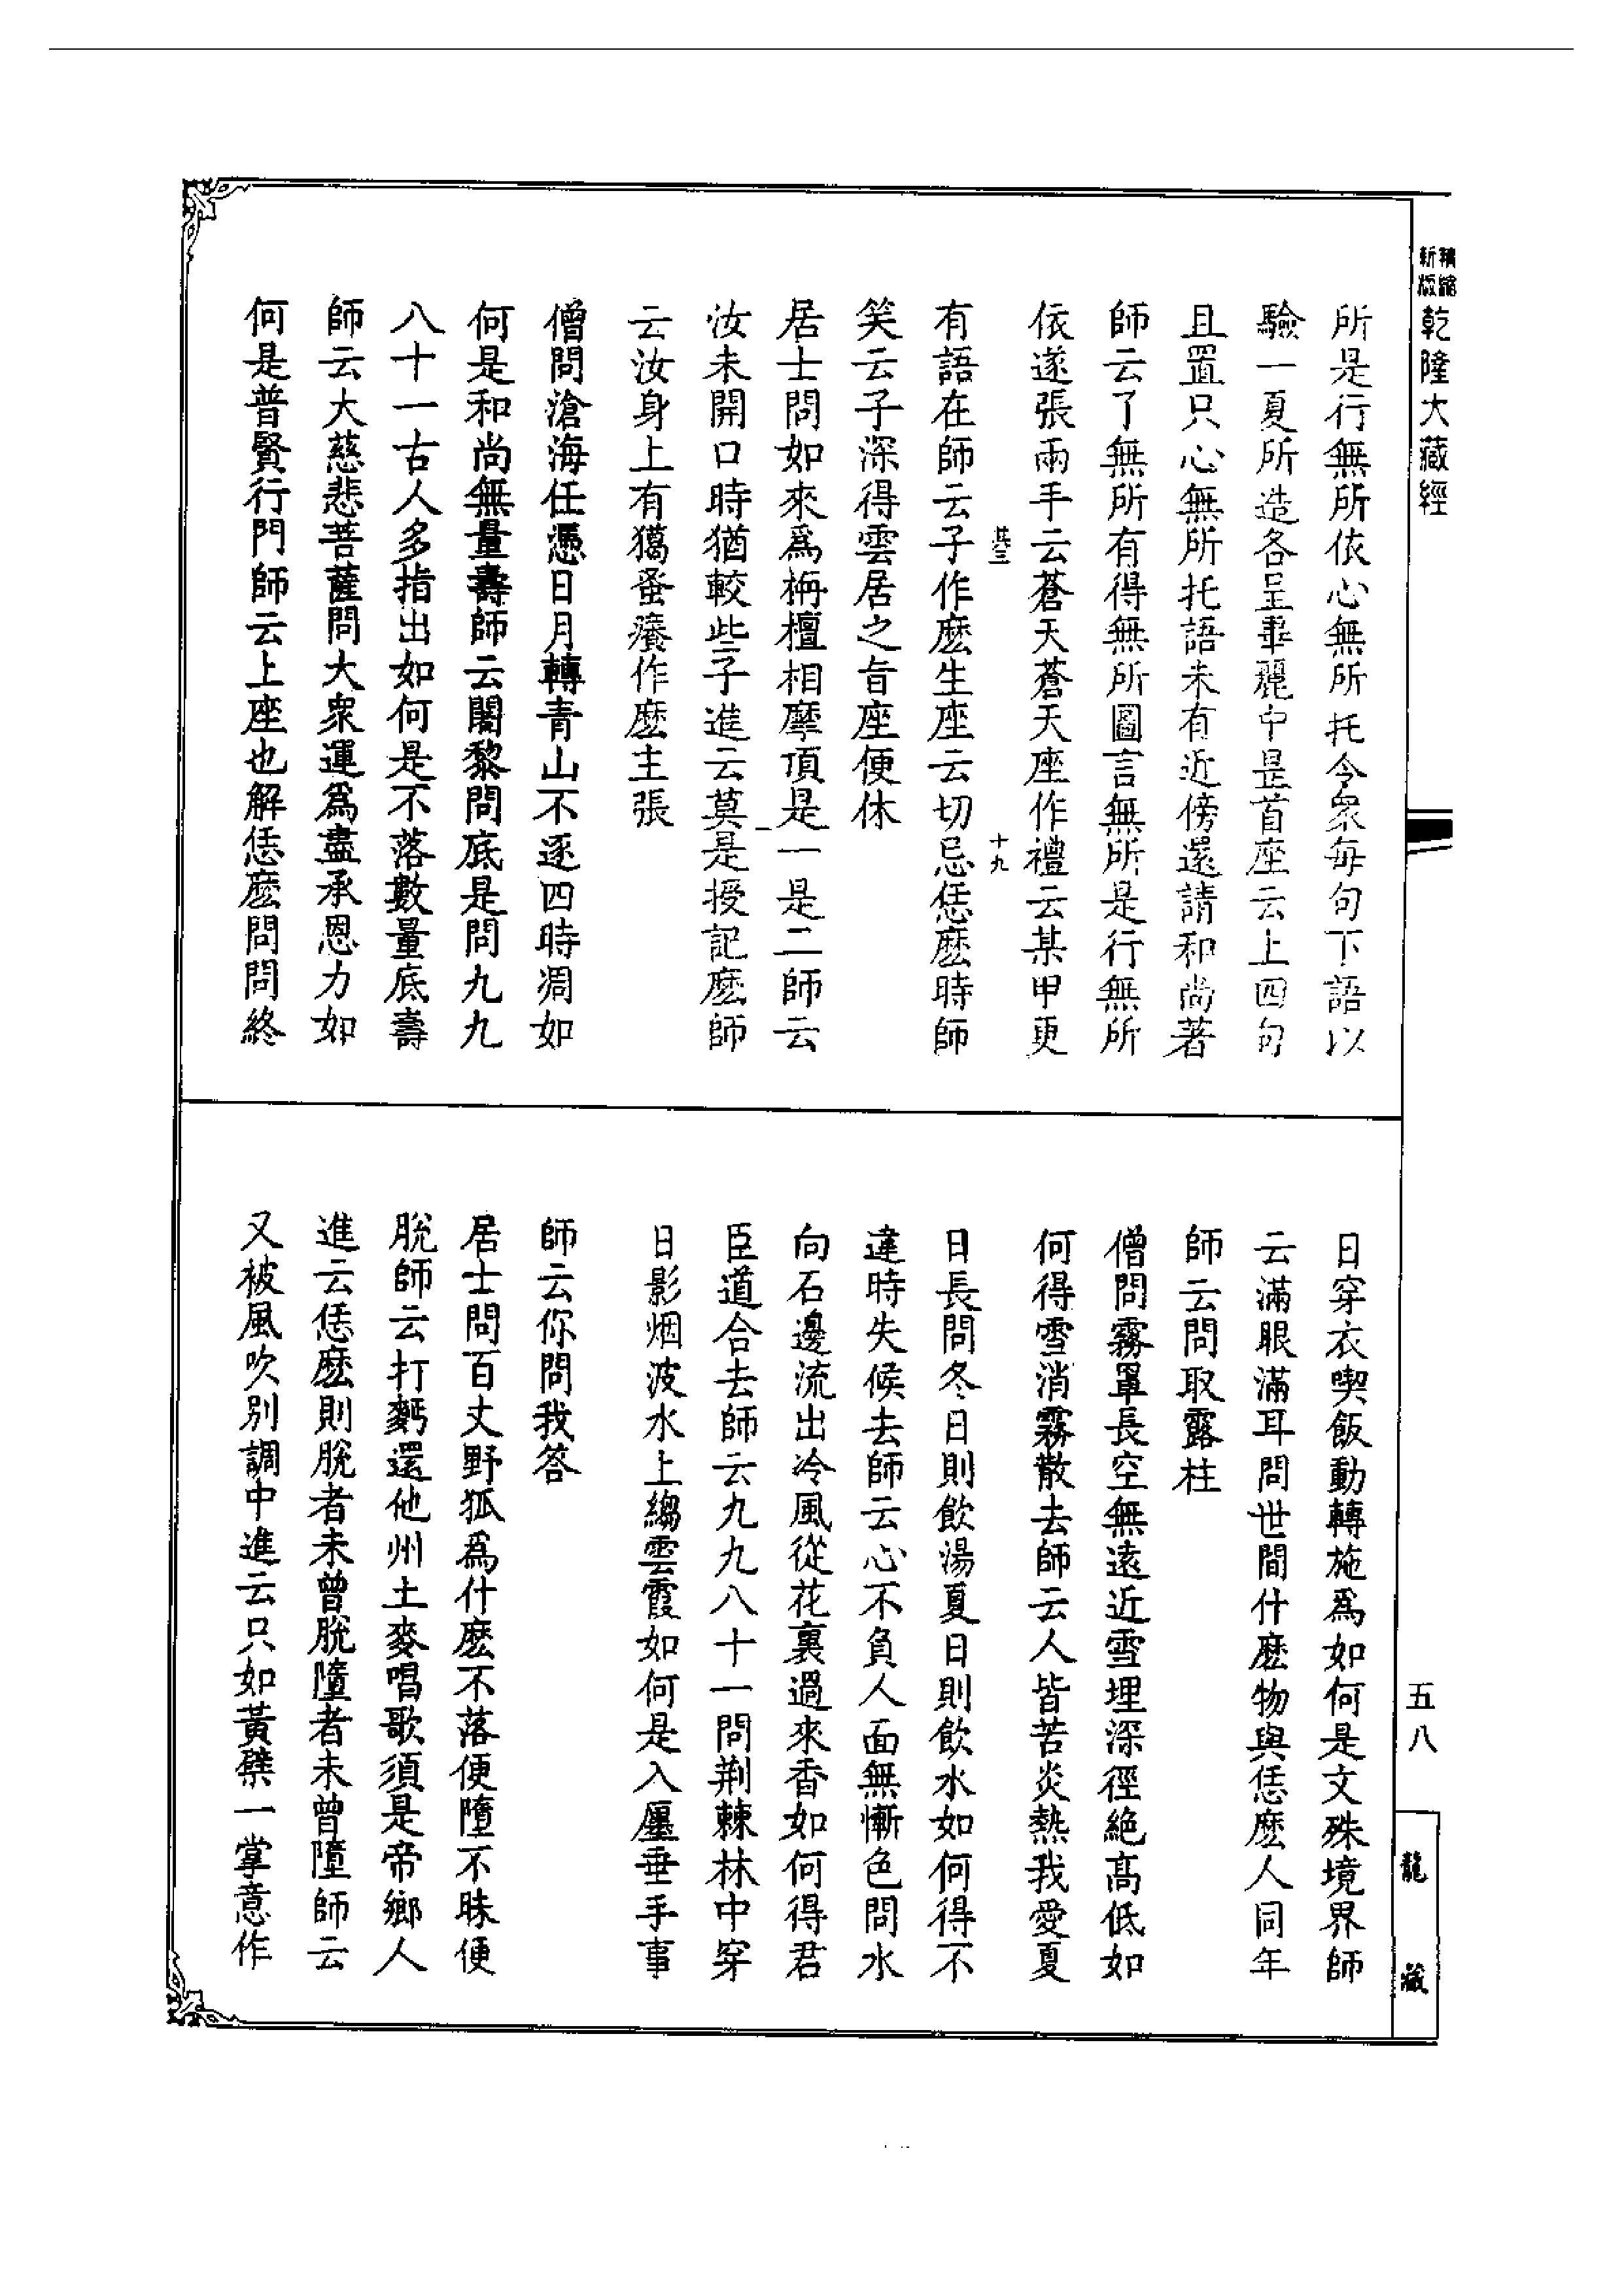 精縮
新版
乾隆大藏經
所是行無所依心無所托今衆每句下語以
驗一夏所造各呈畢麗中昰首座云上四句
且置只心無所托語未有近傍還請和尚著
師云了無所有得無所圖言無所是行無所
依遂張兩手云蒼天蒼天座作禮云某甲更
其三
十九
有語在師云子作麽生座云切忌恁麽時師
笑云子深得雲居之旨座便休
居士問如來爲栴檀相摩頂是一是二師云
汝未開口時猶較些子進云莫是授記麽師
云汝身上有獦蚤癢作麽主張
僧問滄海任憑日月轉青山不逐四時凋如
何是和尚無量壽師云闍黎問底是問九九
八十一古人多指出如何是不落數量底壽
師云大慈悲菩薩問大衆運爲盡承恩力如
何是普賢行門師云上座也解恁麽問問終
日穿衣喫飯動轉施爲如何是文殊境界師
云滿眼滿耳問世間什麽物與恁麽人同年
師云問取露柱
僧問霧罩長空無遠近雪埋深徑絶高低如
何得雪消霧散去師云人皆苦炎熱我愛夏
日長問冬日則飲湯夏日則飲水如何得不
違時失候去師云心不負人面無慚色問水
向石邊流出冷風從花裏過來香如何得君
臣道合去師云九九八十一問荆棘林中穿
日影烟波水上縐雲霞如何是入廛垂手事
師云你問我答
居士問百丈野狐爲什麽不落便墮不昧便
脫師云打麪還他州土麥唱歌須是帝鄉人
進云恁麽則脫者未曾脫墮者未曾墮師云
又被風吹別調中進云只如黃檗一掌意作
五八
龍藏